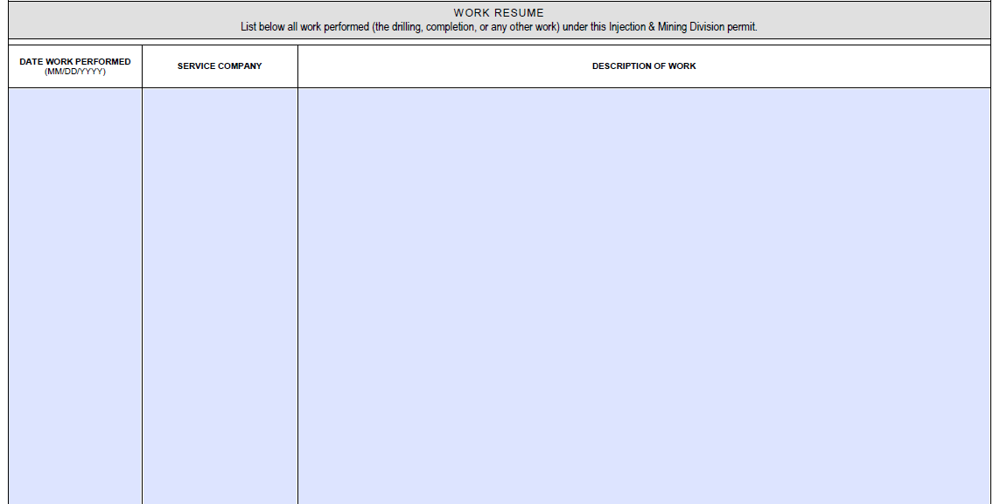 WORK RESUME
List below all work performed (the drilling, completion, or any other work) under this Injection & Mining Division permit.
DATE WORK PERFORMED
(MM/DD/YYYY)
SERVICE COMPANY
DESCRIPTION OF WORK